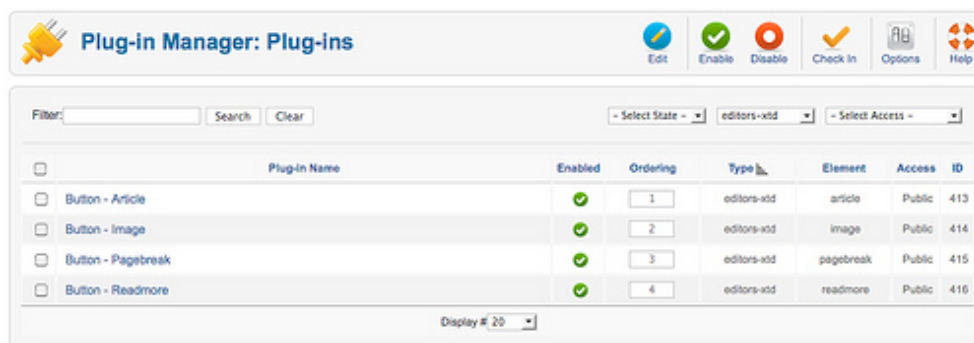 Plug-in Manager: Plug-ins
Edit Enable Disable Check In Options Help
Filter: Search Clear - Select State - editors-xtd - Select Access -
Plug-in Name Enabled Ordering Type Element Access ID
Button - Article 1 editors-xtd article Public 413
Button - Image 2 editors-xtd image Public 414
Button - Pagebreak 3 editors-xtd pagebreak Public 415
Button - Readmore 4 editors-xtd readmore Public 416
Display # 20